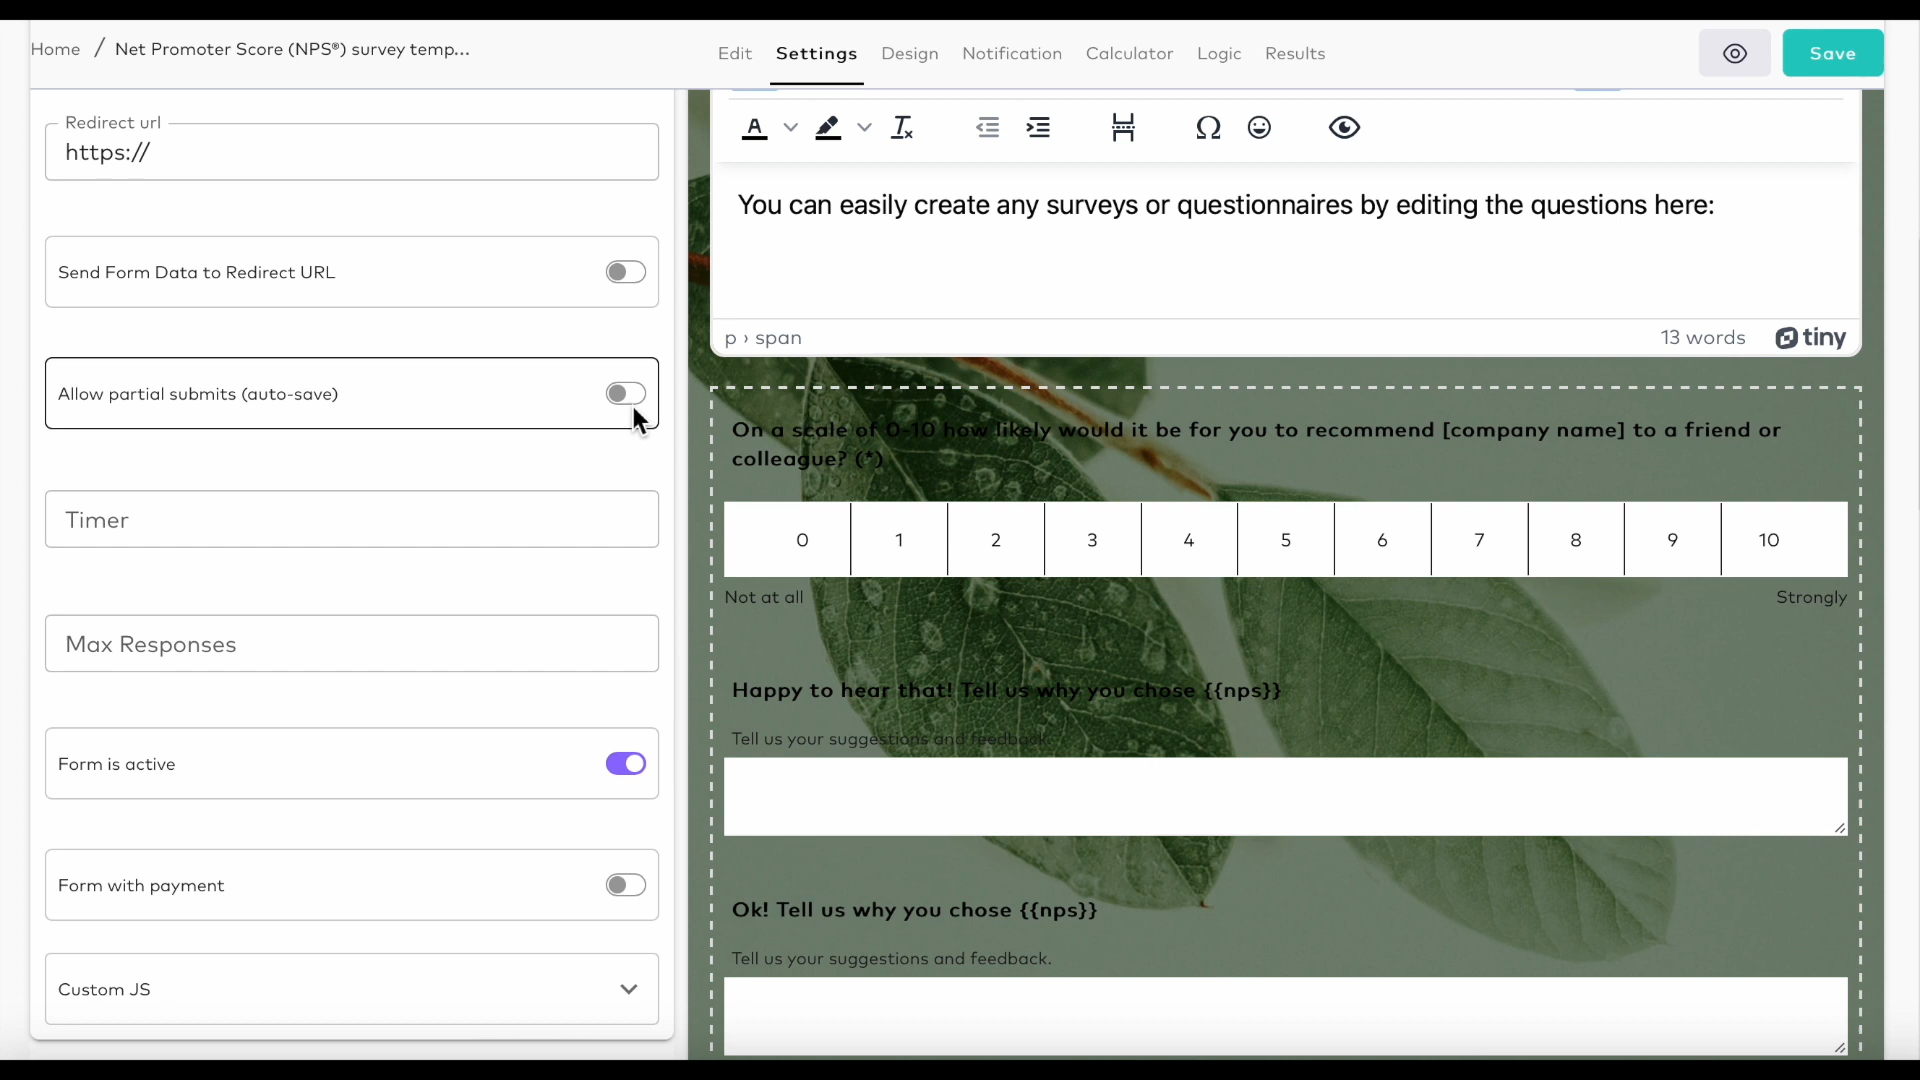 Home / Net Promoter Score (NPS®) survey temp...
Edit Settings Design Notification Calculator Logic Results
Save
Redirect url
https://
Send Form Data to Redirect URL
Allow partial submits (auto-save)
Timer
Max Responses
Form is active
Form with payment
Custom JS
You can easily create any surveys or questionnaires by editing the questions here:
p › span
13 words
tiny
On a scale of 0-10 how likely would it be for you to recommend [company name] to a friend or
colleague? (*)
0 1 2 3 4 5 6 7 8 9 10
Not at all Strongly
Happy to hear that! Tell us why you chose {{nps}}
Tell us your suggestions and feedback.
Ok! Tell us why you chose {{nps}}
Tell us your suggestions and feedback.